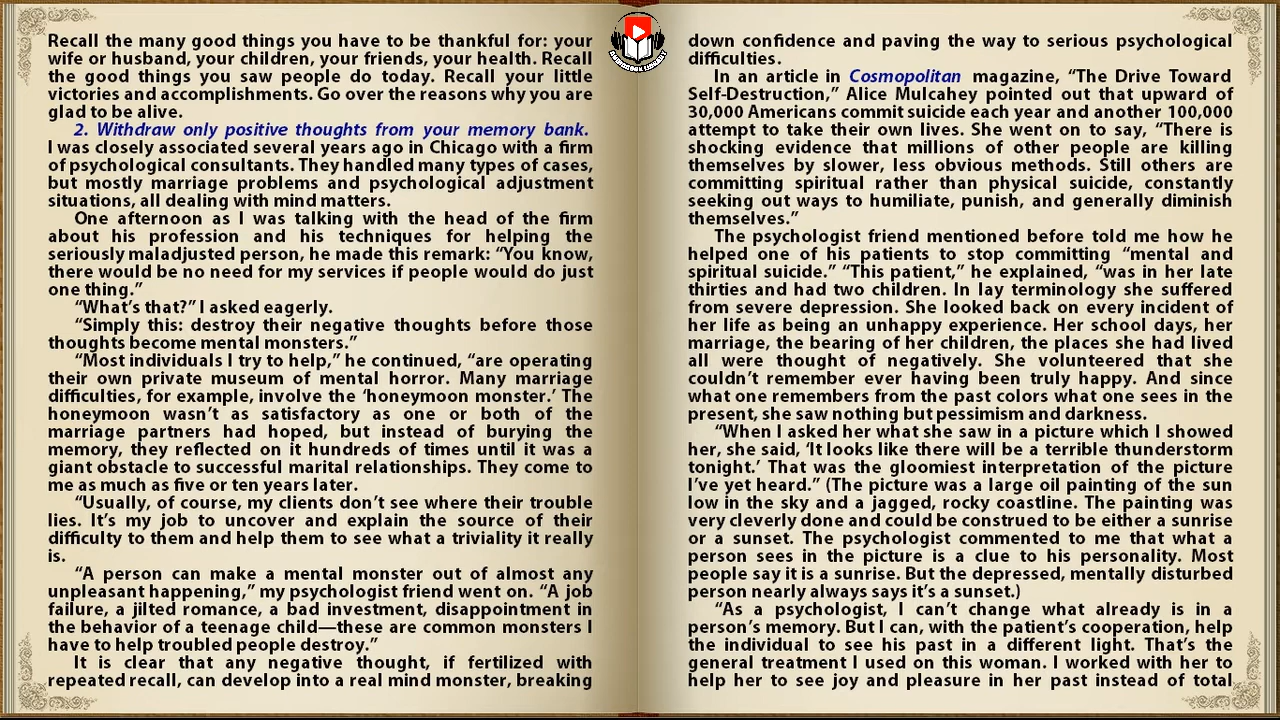 Recall the many good things you have to be thankful for: your
wife or husband, your children, your friends, your health. Recall
the good things you saw people do today. Recall your little
victories and accomplishments. Go over the reasons why you are
glad to be alive.
2. Withdraw only positive thoughts from your memory bank.
I was closely associated several years ago in Chicago with a firm
of psychological consultants. They handled many types of cases,
but mostly marriage problems and psychological adjustment
situations, all dealing with mind matters.
One afternoon as I was talking with the head of the firm
about his profession and his techniques for helping the
seriously maladjusted person, he made this remark: “You know,
there would be no need for my services if people would do just
one thing.”
“What’s that?” I asked eagerly.
“Simply this: destroy their negative thoughts before those
thoughts become mental monsters.”
“Most individuals I try to help,” he continued, “are operating
their own private museum of mental horror. Many marriage
difficulties, for example, involve the ‘honeymoon monster.’ The
honeymoon wasn’t as satisfactory as one or both of the
marriage partners had hoped, but instead of burying the
memory, they reflected on it hundreds of times until it was a
giant obstacle to successful marital relationships. They come to
me as much as five or ten years later.
“Usually, of course, my clients don’t see where their trouble
lies. It’s my job to uncover and explain the source of their
difficulty to them and help them to see what a triviality it really
is.
“A person can make a mental monster out of almost any
unpleasant happening,” my psychologist friend went on. “A job
failure, a jilted romance, a bad investment, disappointment in
the behavior of a teenage child—these are common monsters I
have to help troubled people destroy.”
It is clear that any negative thought, if fertilized with
repeated recall, can develop into a real mind monster, breaking
down confidence and paving the way to serious psychological
difficulties.
In an article in Cosmopolitan magazine, “The Drive Toward
Self-Destruction,” Alice Mulcahey pointed out that upward of
30,000 Americans commit suicide each year and another 100,000
attempt to take their own lives. She went on to say, “There is
shocking evidence that millions of other people are killing
themselves by slower, less obvious methods. Still others are
committing spiritual rather than physical suicide, constantly
seeking out ways to humiliate, punish, and generally diminish
themselves.”
The psychologist friend mentioned before told me how he
helped one of his patients to stop committing “mental and
spiritual suicide.” “This patient,” he explained, “was in her late
thirties and had two children. In lay terminology she suffered
from severe depression. She looked back on every incident of
her life as being an unhappy experience. Her school days, her
marriage, the bearing of her children, the places she had lived
all were thought of negatively. She volunteered that she
couldn’t remember ever having been truly happy. And since
what one remembers from the past colors what one sees in the
present, she saw nothing but pessimism and darkness.
“When I asked her what she saw in a picture which I showed
her, she said, ‘It looks like there will be a terrible thunderstorm
tonight.’ That was the gloomiest interpretation of the picture
I’ve yet heard.” (The picture was a large oil painting of the sun
low in the sky and a jagged, rocky coastline. The painting was
very cleverly done and could be construed to be either a sunrise
or a sunset. The psychologist commented to me that what a
person sees in the picture is a clue to his personality. Most
people say it is a sunrise. But the depressed, mentally disturbed
person nearly always says it’s a sunset.)
“As a psychologist, I can’t change what already is in a
person’s memory. But I can, with the patient’s cooperation, help
the individual to see his past in a different light. That’s the
general treatment I used on this woman. I worked with her to
help her to see joy and pleasure in her past instead of total